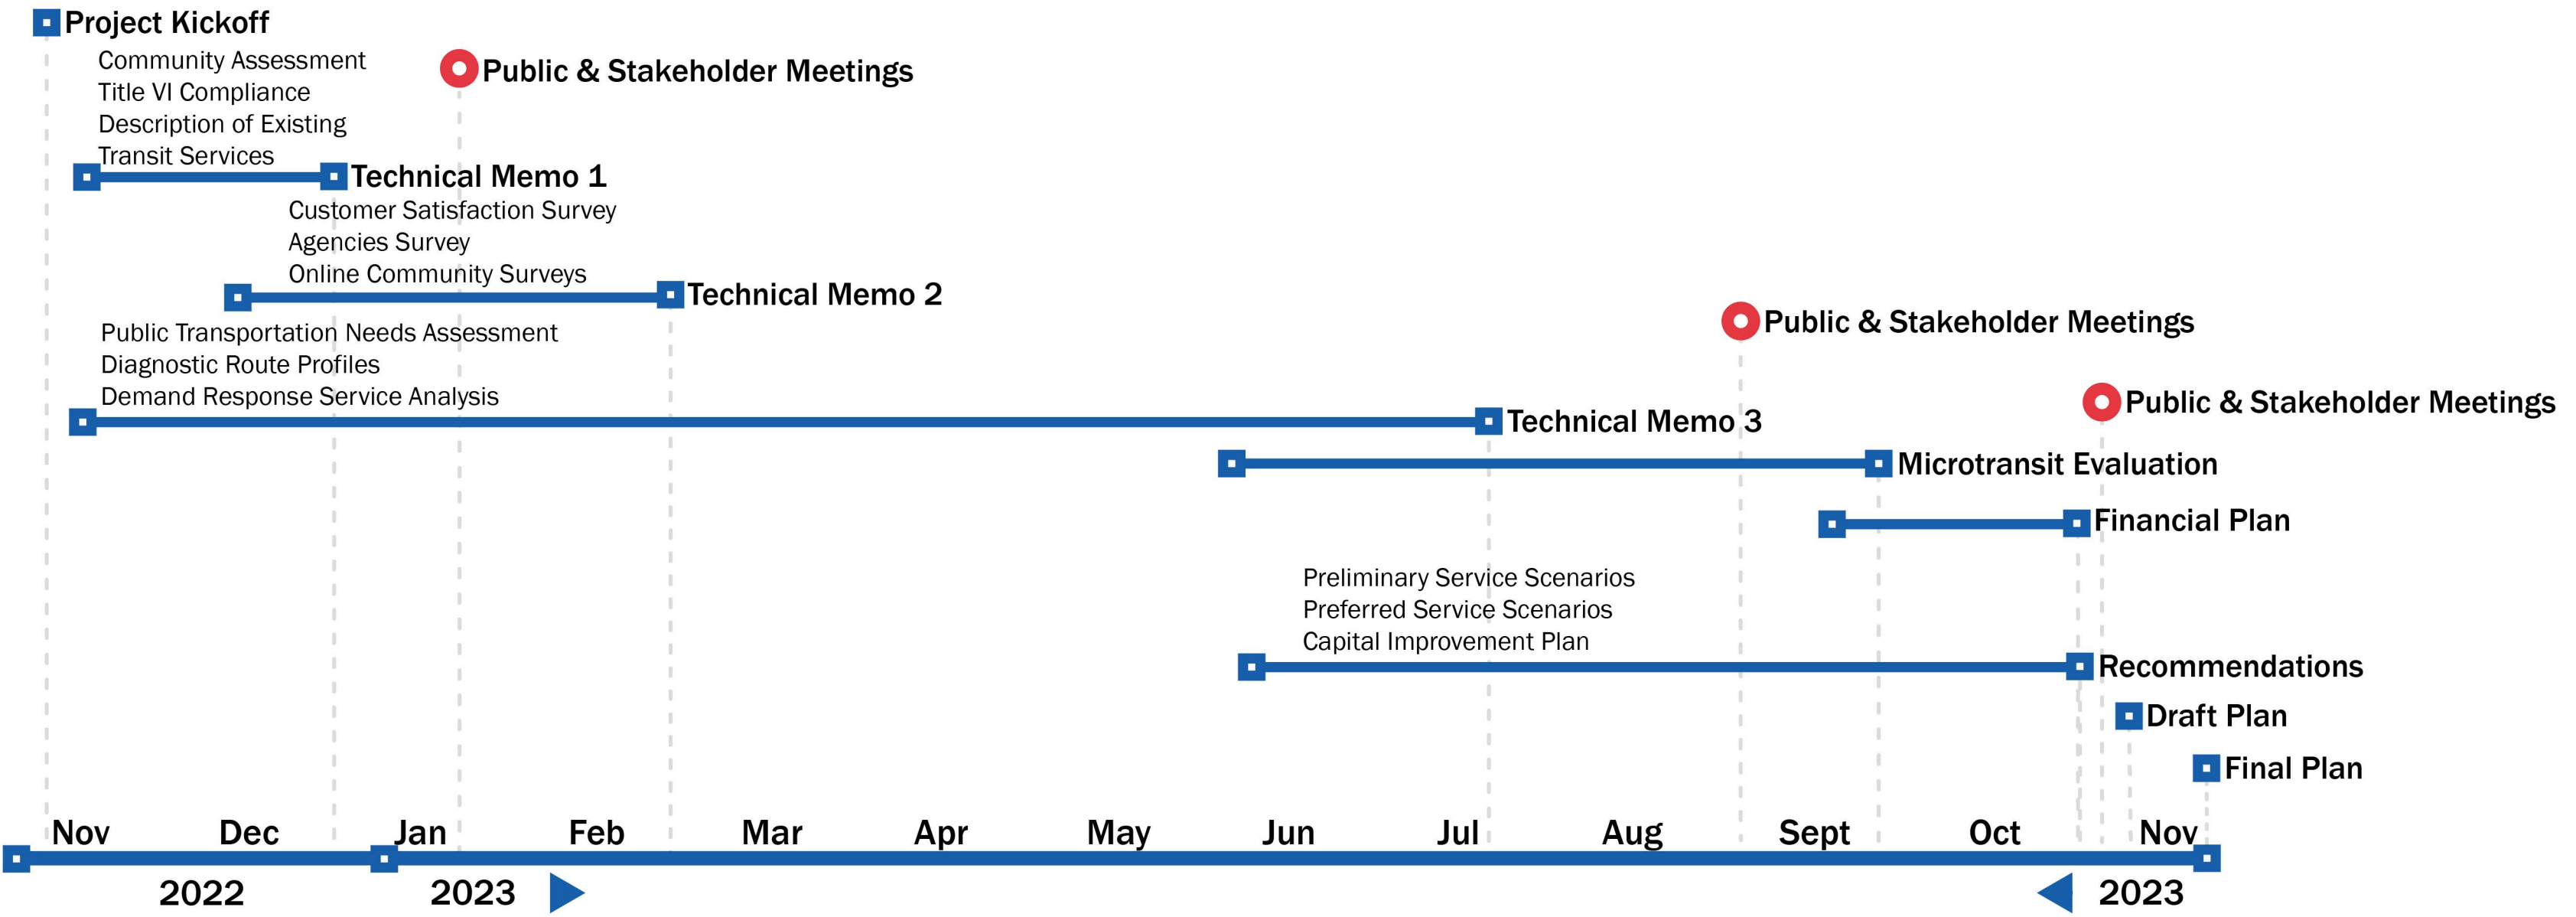 Project Kickoff
Community Assessment
Title VI Compliance
Description of Existing
Transit Services
Public & Stakeholder Meetings
Technical Memo 1
Customer Satisfaction Survey
Agencies Survey
Online Community Surveys
Technical Memo 2
Public Transportation Needs Assessment
Diagnostic Route Profiles
Demand Response Service Analysis
Public & Stakeholder Meetings
Public & Stakeholder Meetings
Technical Memo 3
Microtransit Evaluation
Financial Plan
Preliminary Service Scenarios
Preferred Service Scenarios
Capital Improvement Plan
Recommendations
Draft Plan
Final Plan
Nov Dec Jan Feb Mar Apr May Jun Jul Aug Sept Oct Nov
2022 2023 2023